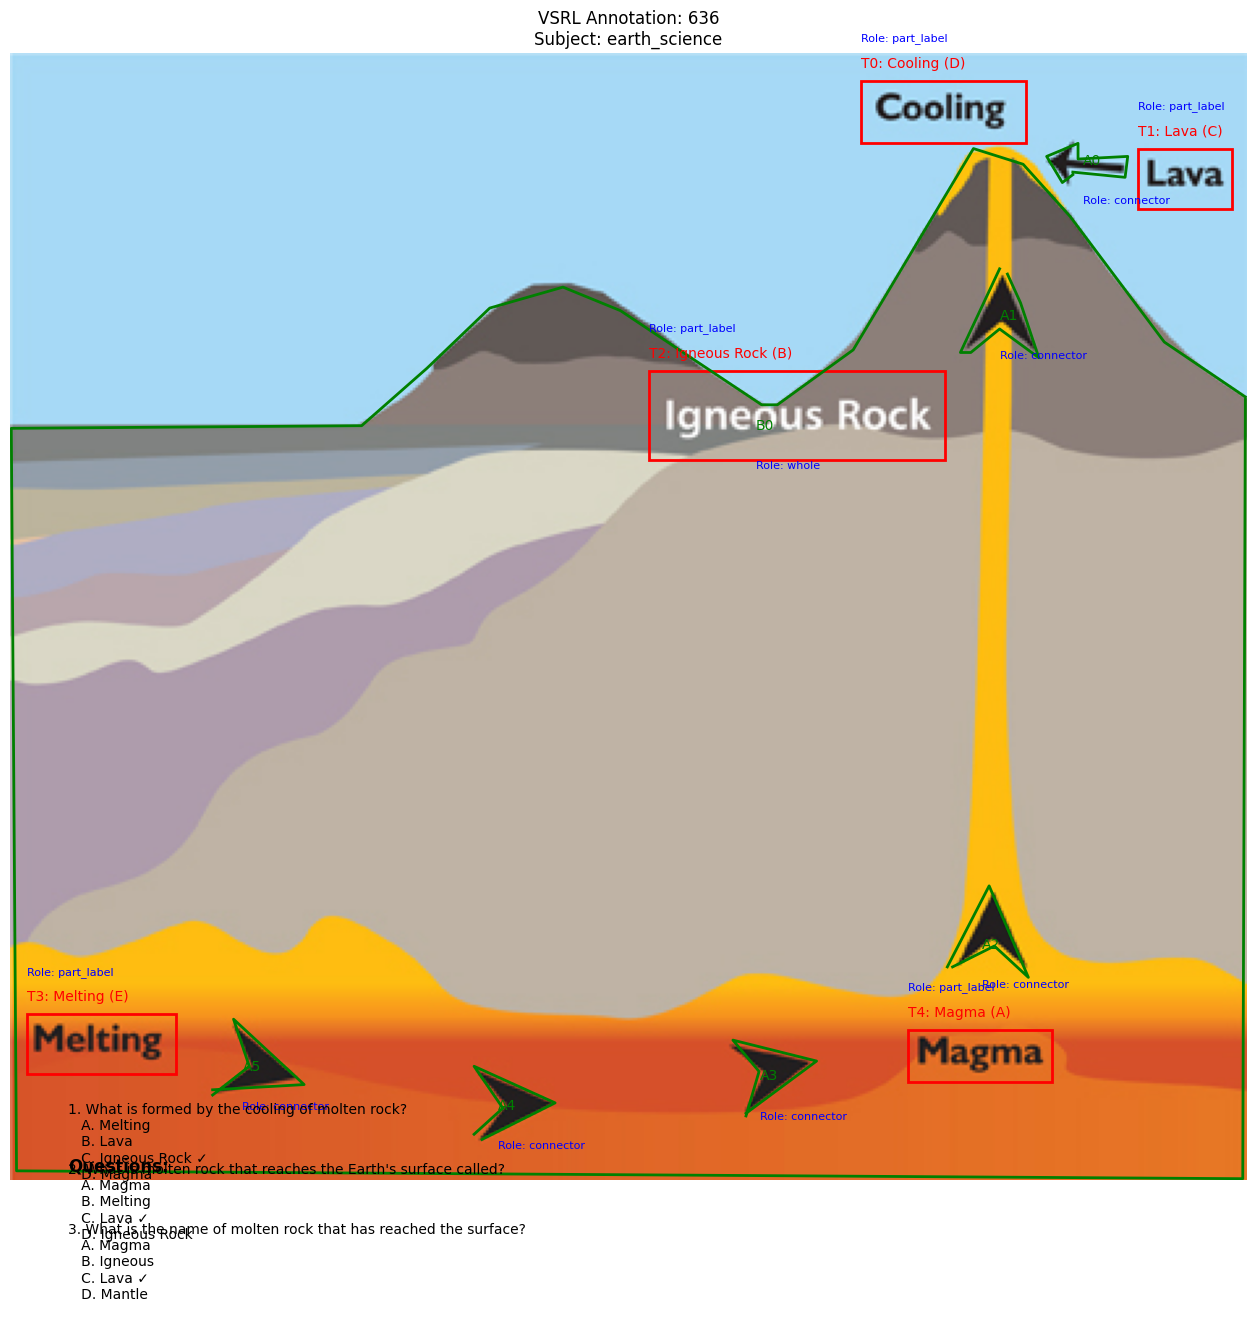 VSRL Annotation: 636
Subject: earth_science
Role: part_label
T0: Cooling (D)
Cooling
Role: part_label
T1: Lava (C)
Lava
A0
Role: connector
A1
Role: connector
Role: part_label
T2: Igneous Rock (B)
Igneous Rock
B0
Role: whole
A2
Role: connector
Role: part_label
T3: Melting (E)
Melting
Role: part_label
T4: Magma (A)
Magma
A5
Role: connector
A4
Role: connector
A3
Role: connector
1. What is formed by the cooling of molten rock?
A. Melting
B. Lava
C. Igneous Rock ✓
D. Magma
Questions:
2. What is molten rock that reaches the Earth's surface called?
A. Magma
B. Melting
C. Lava ✓
D. Igneous Rock
3. What is the name of molten rock that has reached the surface?
A. Magma
B. Igneous
C. Lava ✓
D. Mantle